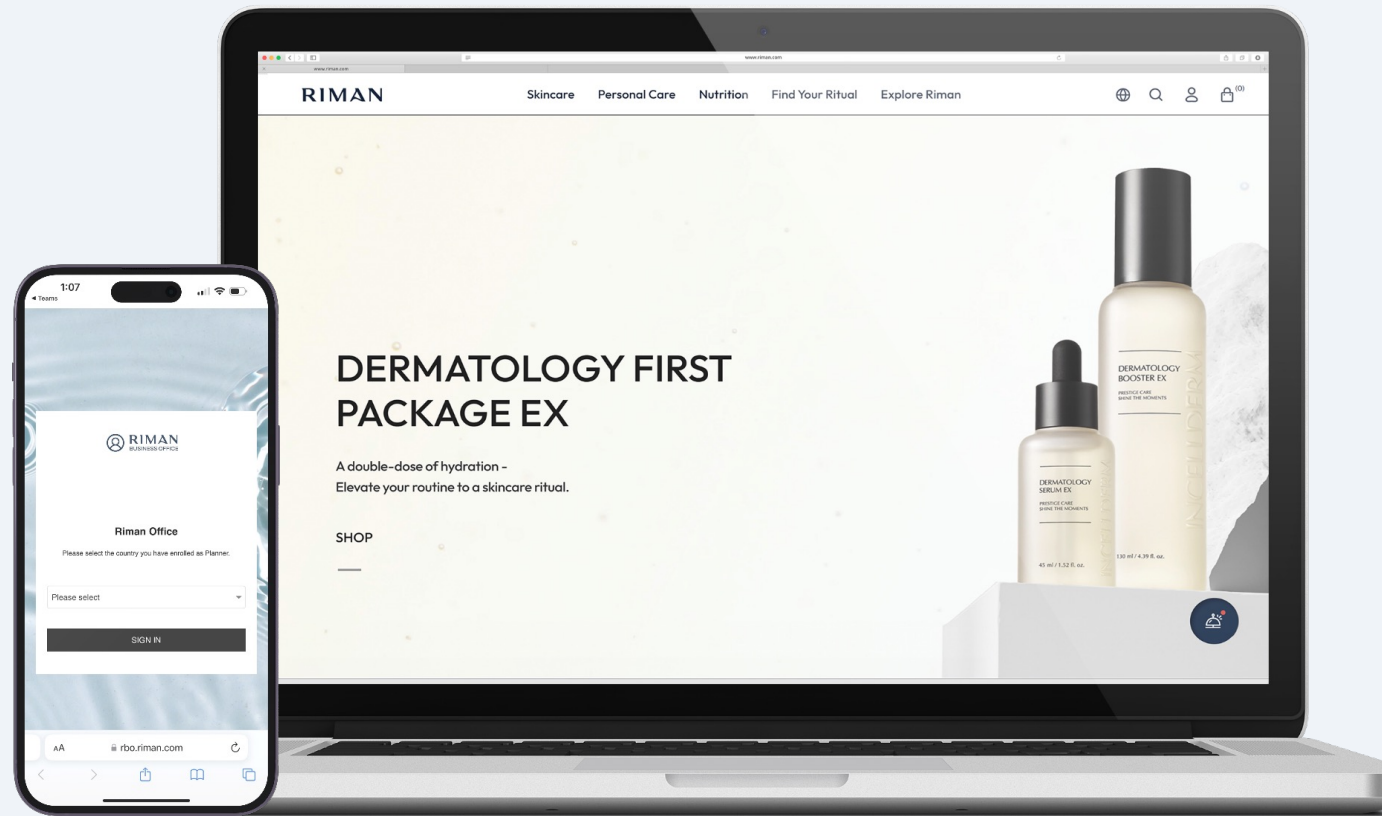 www.riman.com
www.riman.com
RIMAN
Skincare Personal Care Nutrition Find Your Ritual Explore Riman
(0)
DERMATOLOGY FIRST
PACKAGE EX
A double-dose of hydration -
Elevate your routine to a skincare ritual.
SHOP
DERMATOLOGY
BOOSTER EX
PRESTIGE CARE
SHINE THE MOMENTS
INCELLDERM
130 ml / 4.39 fl. oz.
DERMATOLOGY
SERUM EX
PRESTIGE CARE
SHINE THE MOMENTS
45 ml / 1.52 fl. oz.
1:07
Teams
RIMAN
BUSINESS OFFICE
Riman Office
Please select the country you have enrolled as Planner.
Please select
SIGN IN
AA rbo.riman.com